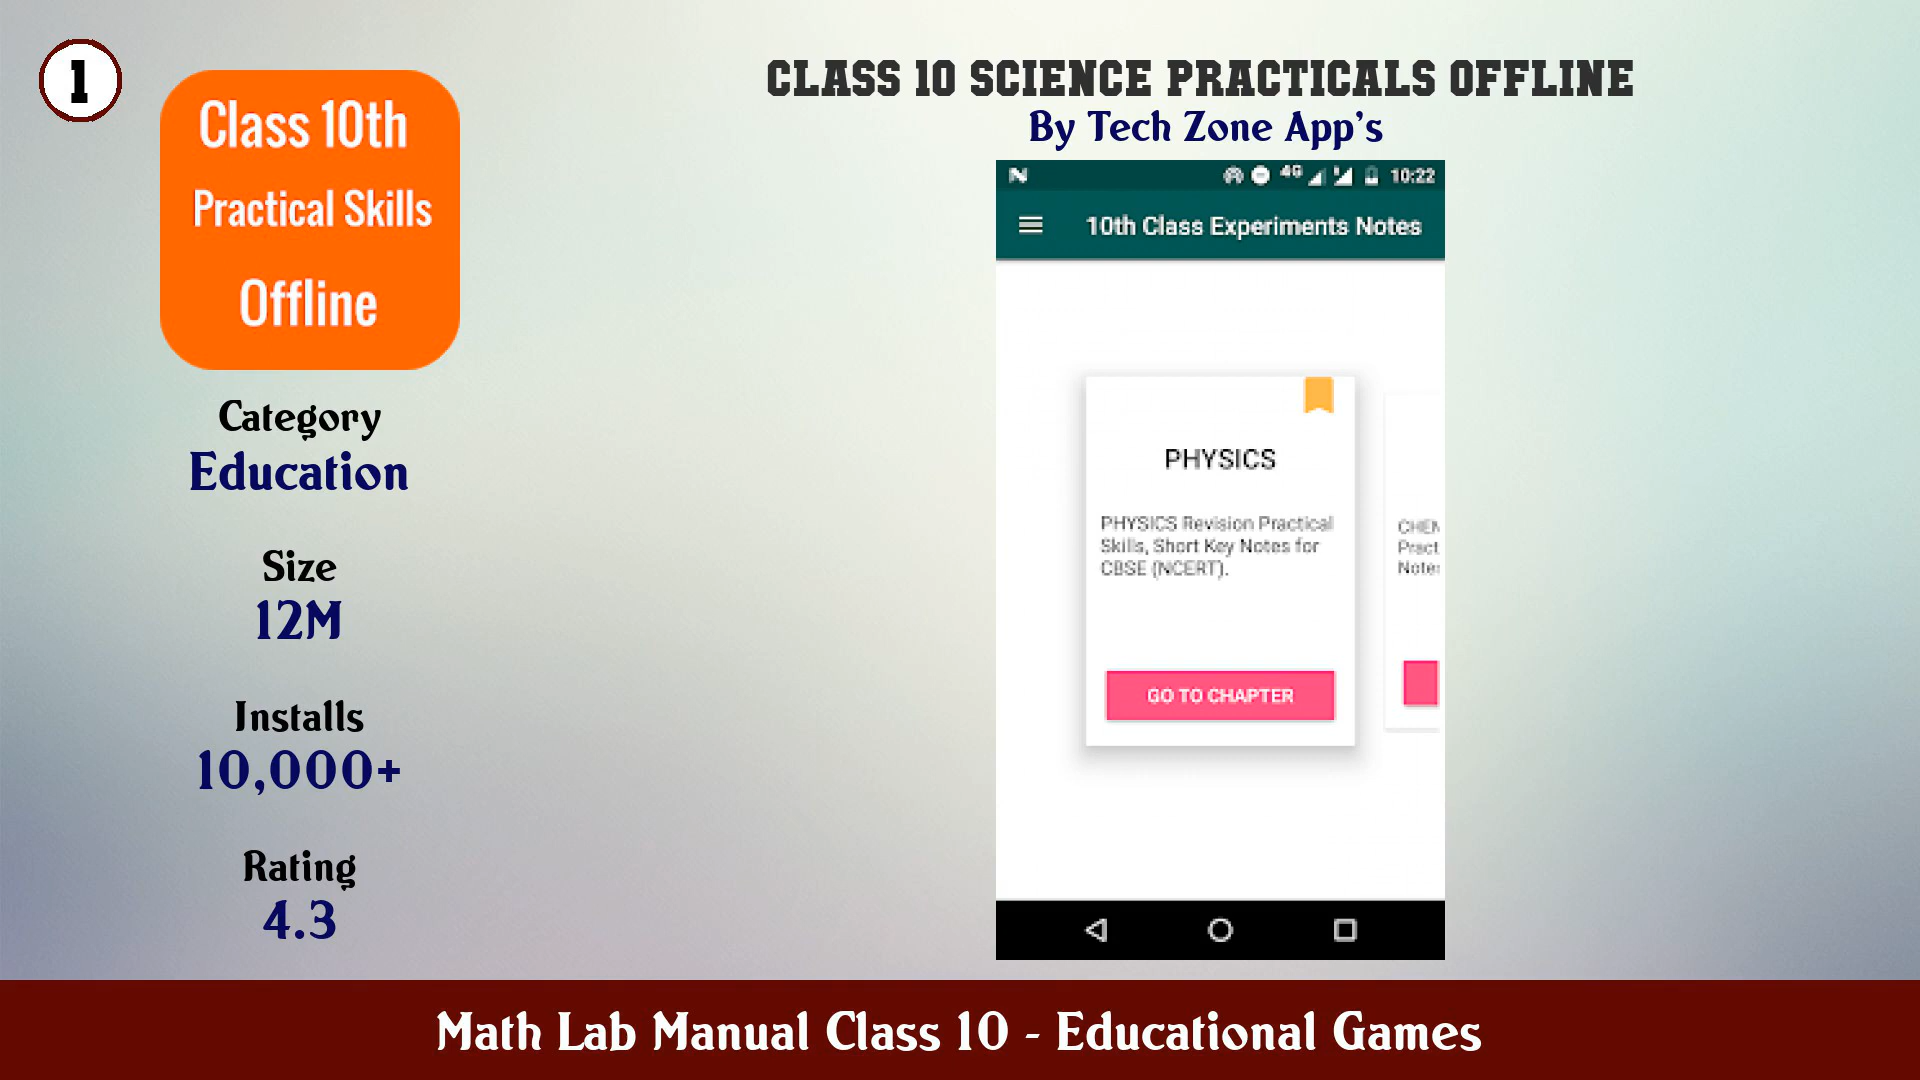 1
Class 10th
Practical Skills
Offline
Category
Education
Size
12M
Installs
10,000+
Rating
4.3
CLASS 10 SCIENCE PRACTICALS OFFLINE
By Tech Zone App's
4G 10:22
10th Class Experiments Notes
PHYSICS
PHYSICS Revision Practical
Skills, Short Key Notes for
CBSE (NCERT).
GO TO CHAPTER
Math Lab Manual Class 10 - Educational Games